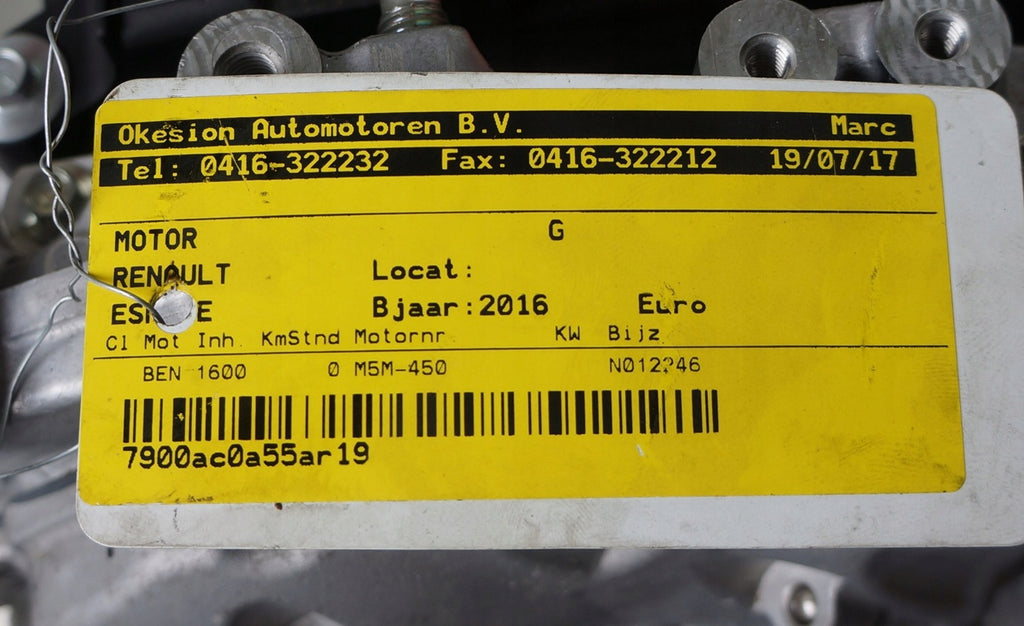 Okesion Automotoren B.V. Marc
Tel: 0416-322232 Fax: 0416-322212 19/07/17
MOTOR G
RENAULT Locat:
Bjaar:2016 Euro
Cl Mot Inh. KmStnd Motornr. KW Bijz.
BEN 1600 0 M5M-450
7900ac0a55ar19